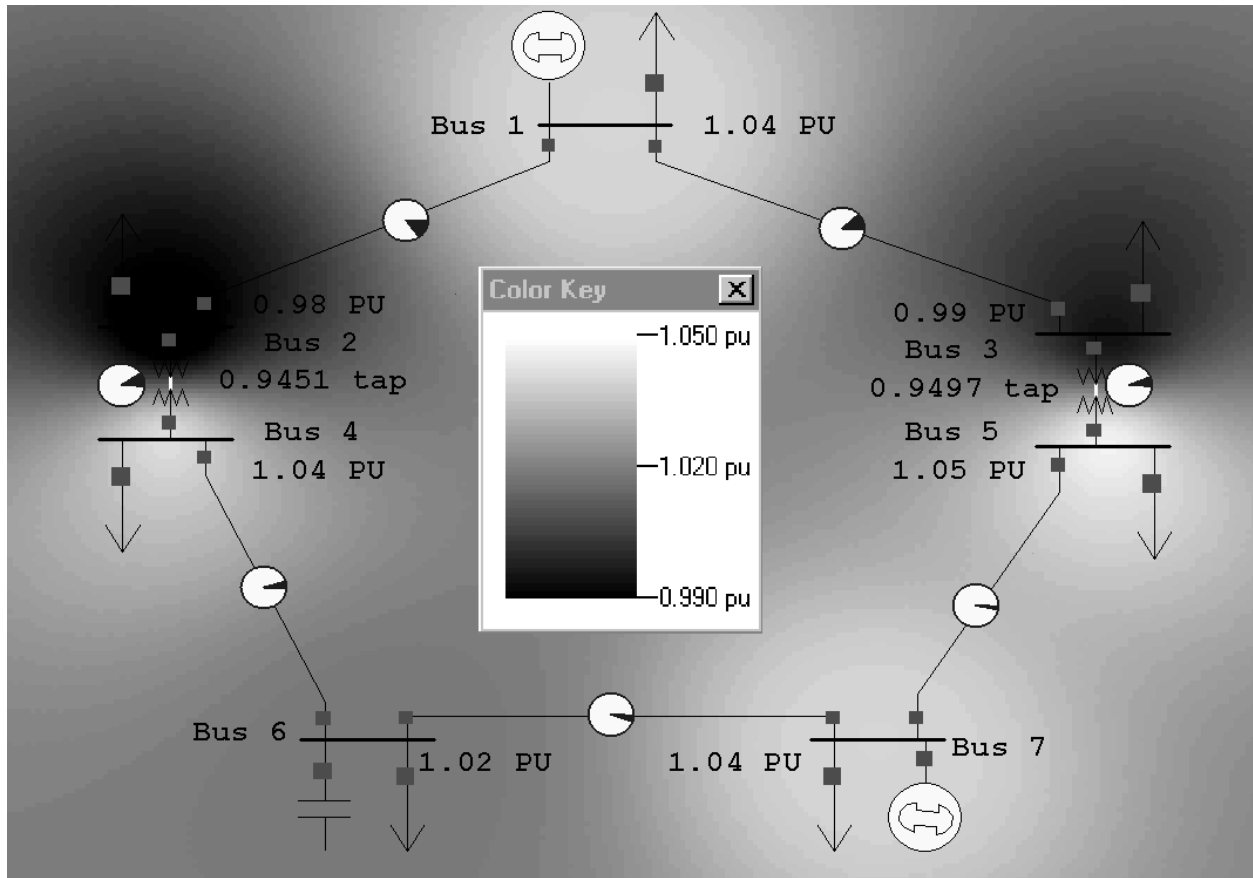 Bus 1
1.04 PU
0.98 PU
Bus 2
0.9451 tap
Bus 4
1.04 PU
Color Key
1.050 pu
1.020 pu
0.990 pu
0.99 PU
Bus 3
0.9497 tap
Bus 5
1.05 PU
Bus 6
1.02 PU
1.04 PU
Bus 7